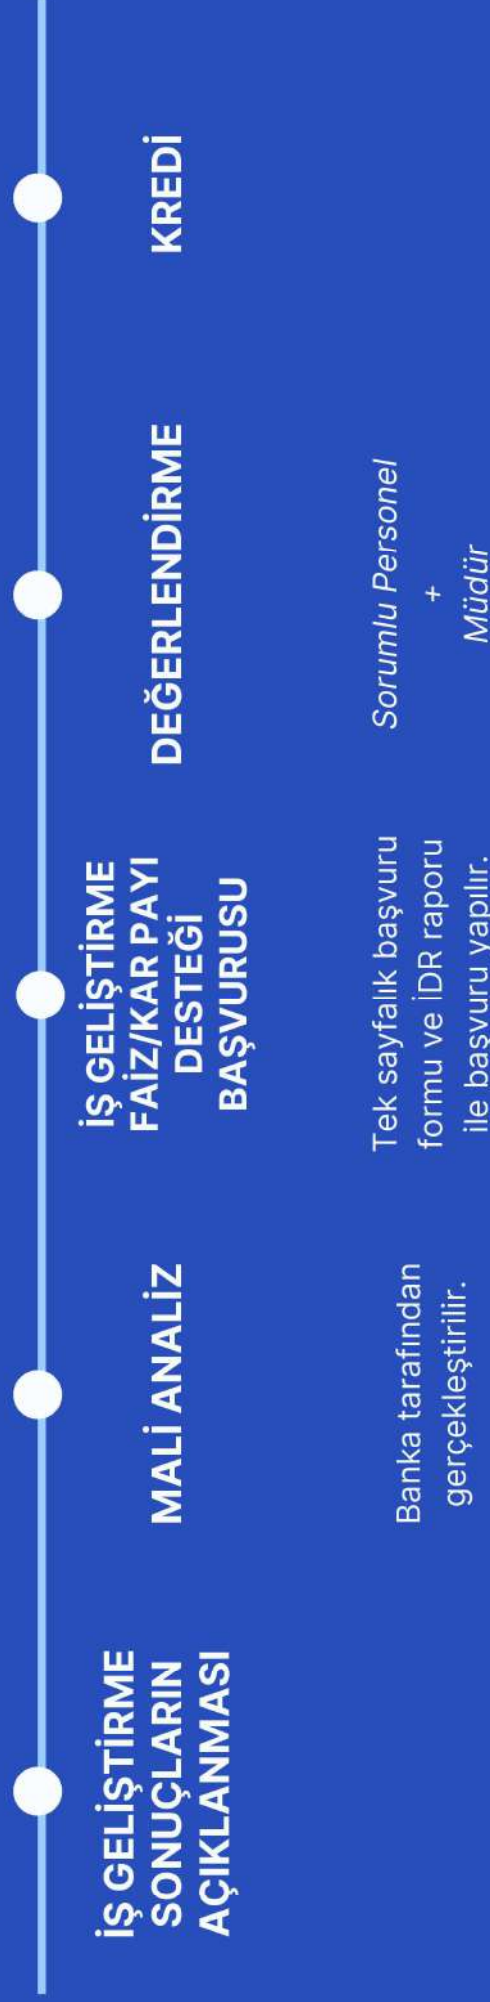 İŞ GELİŞTİRME
SONUÇLARIN
AÇIKLANMASI
MALİ ANALİZ
Banka tarafından
gerçekleştirilir.
İŞ GELİŞTİRME
FAİZ/KAR PAYI
DESTEĞİ
BAŞVURUSU
Tek sayfalık başvuru
formu ve İDR raporu
ile başvuru yapılır.
DEĞERLENDİRME
Sorumlu Personel
+
Müdür
KREDİ